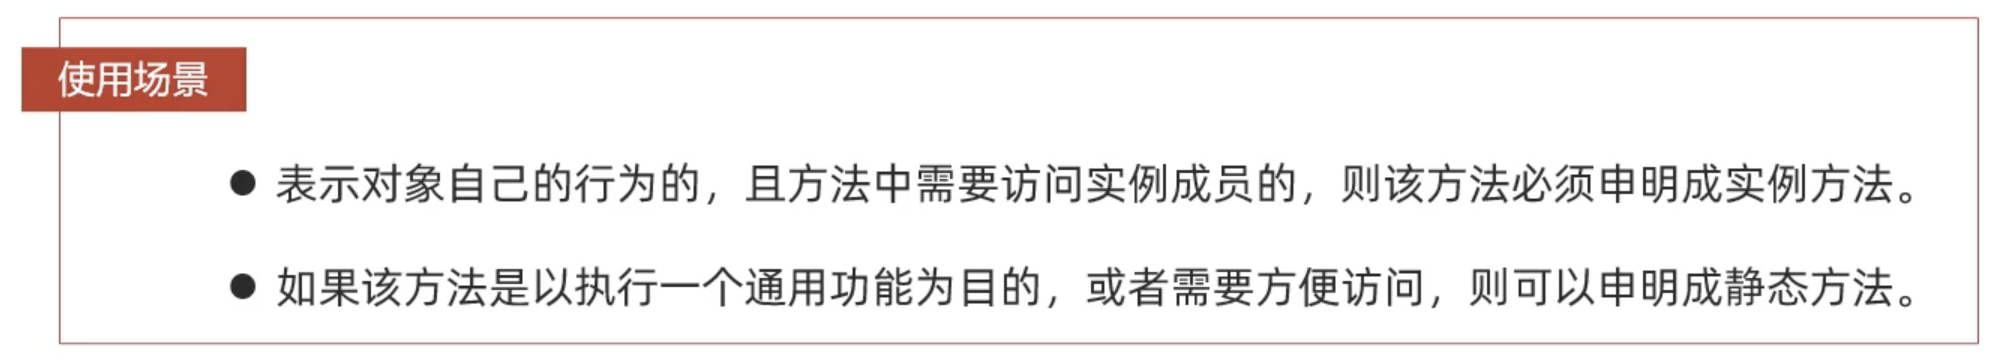 使用场景
● 表示对象自己的行为的，且方法中需要访问实例成员的，则该方法必须申明成实例方法。
● 如果该方法是以执行一个通用功能为目的，或者需要方便访问，则可以申明成静态方法。